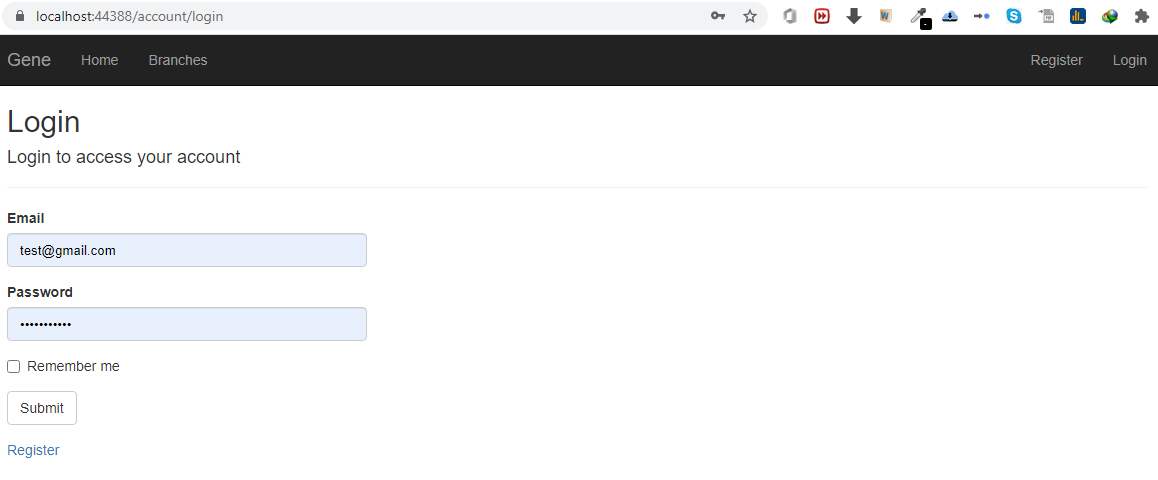 localhost:44388/account/login
Gene Home Branches Register Login
Login
Login to access your account
Email
test@gmail.com
Password
•••••••••••
Remember me
Submit
Register